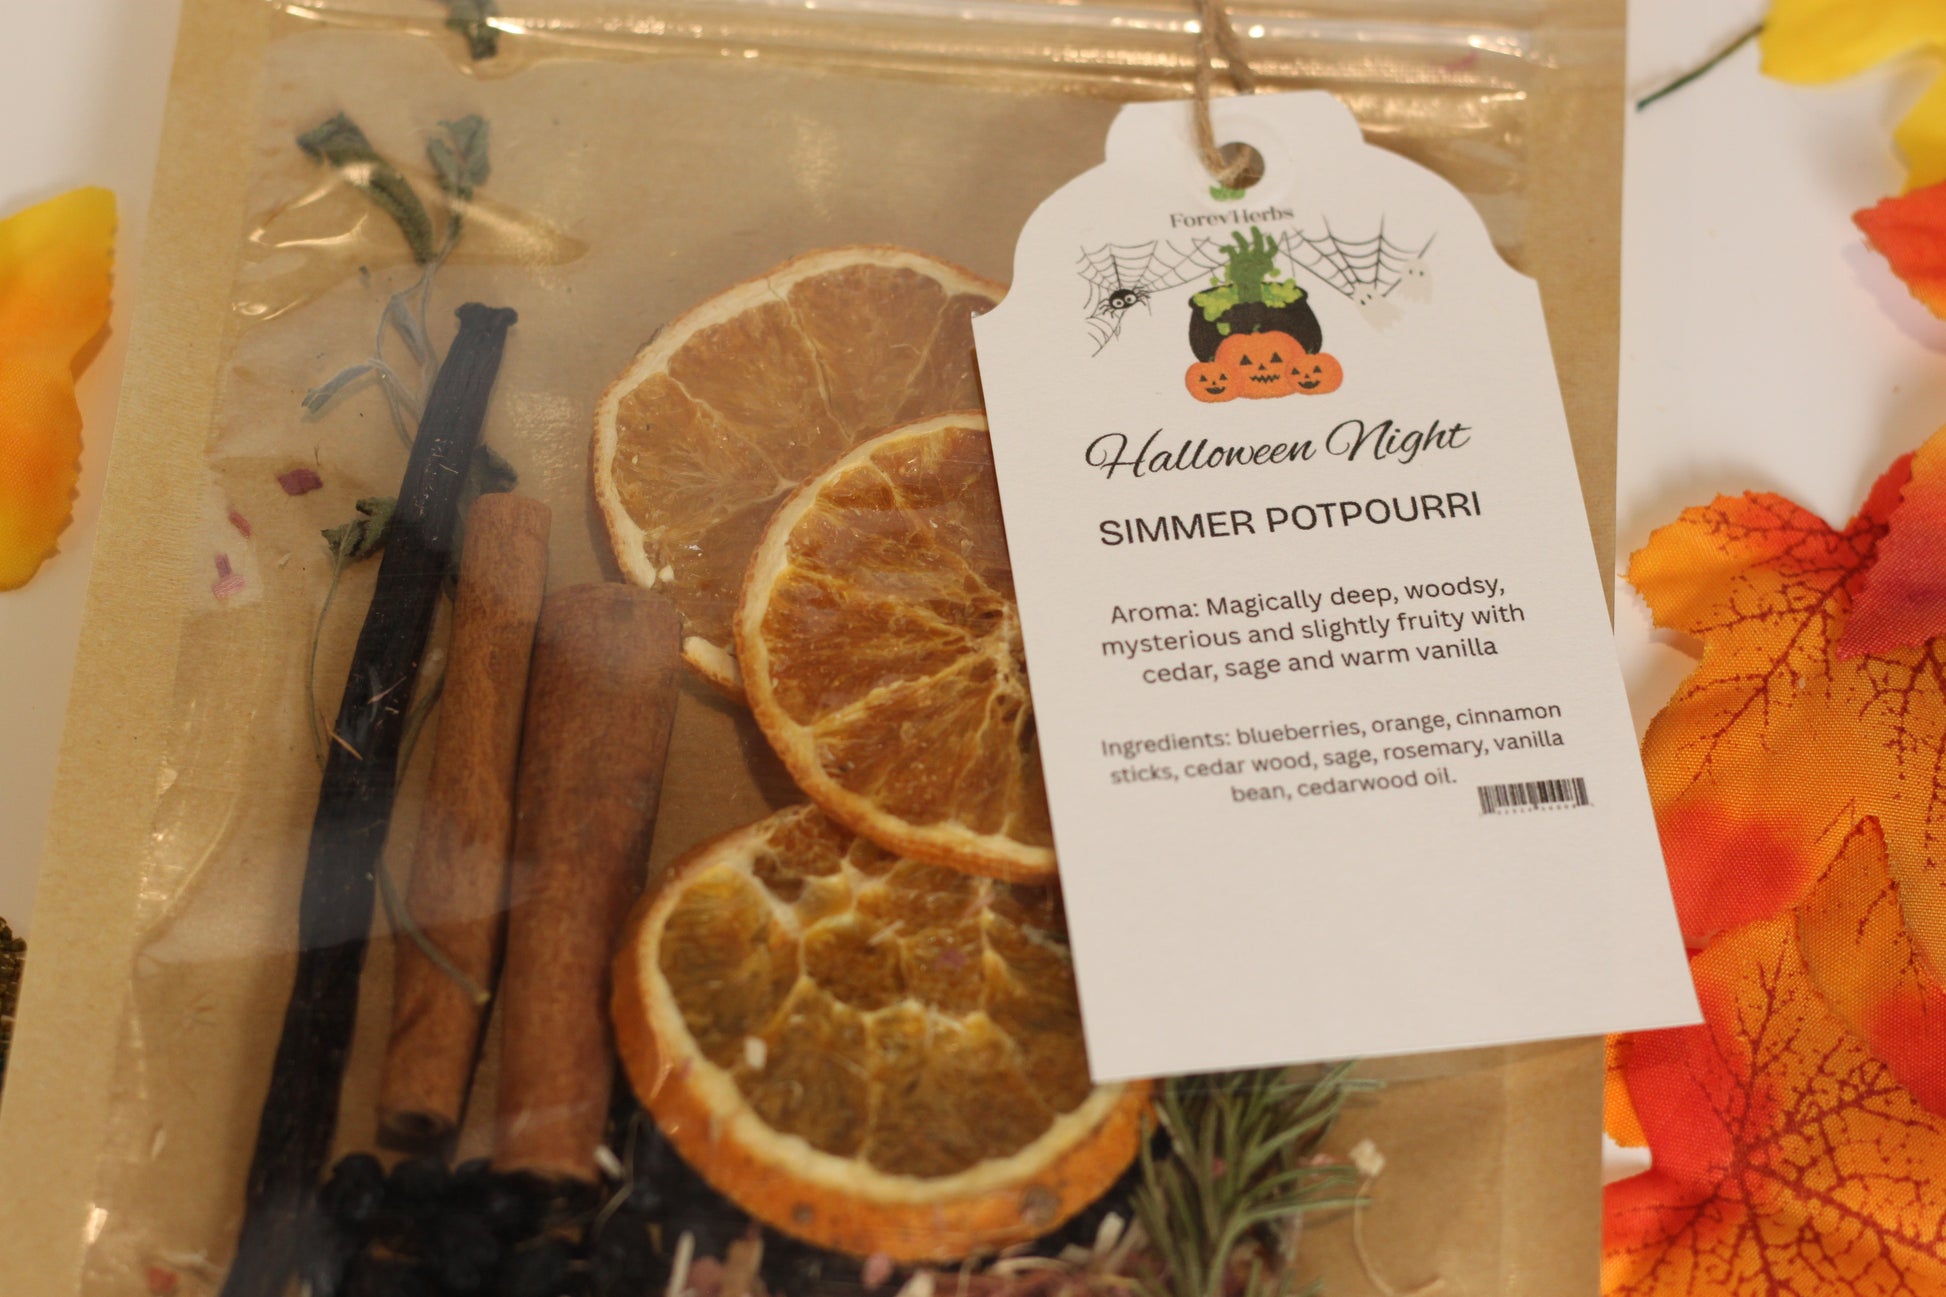 ForevHerbs
Halloween Night
SIMMER POTPOURRI
Aroma: Magically deep, woodsy,
mysterious and slightly fruity with
cedar, sage and warm vanilla
Ingredients: blueberries, orange, cinnamon
sticks, cedar wood, sage, rosemary, vanilla
bean, cedarwood oil.